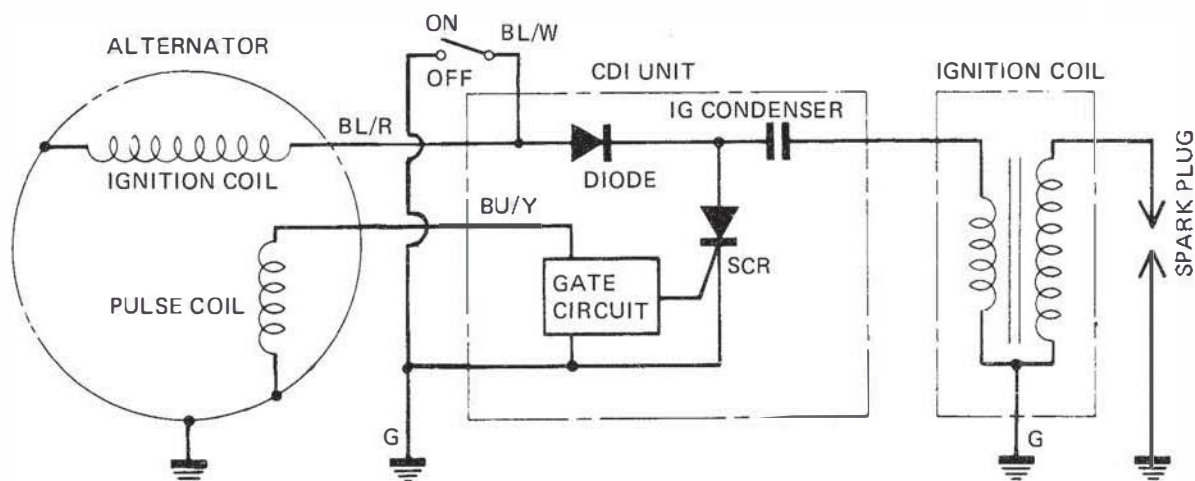 ALTERNATOR
ON
OFF
BL/W
CDI UNIT
IGNITION COIL
BL/R
IG CONDENSER
IGNITION COIL
DIODE
BU/Y
SPARK PLUG
SCR
GATE
CIRCUIT
PULSE COIL
G
G